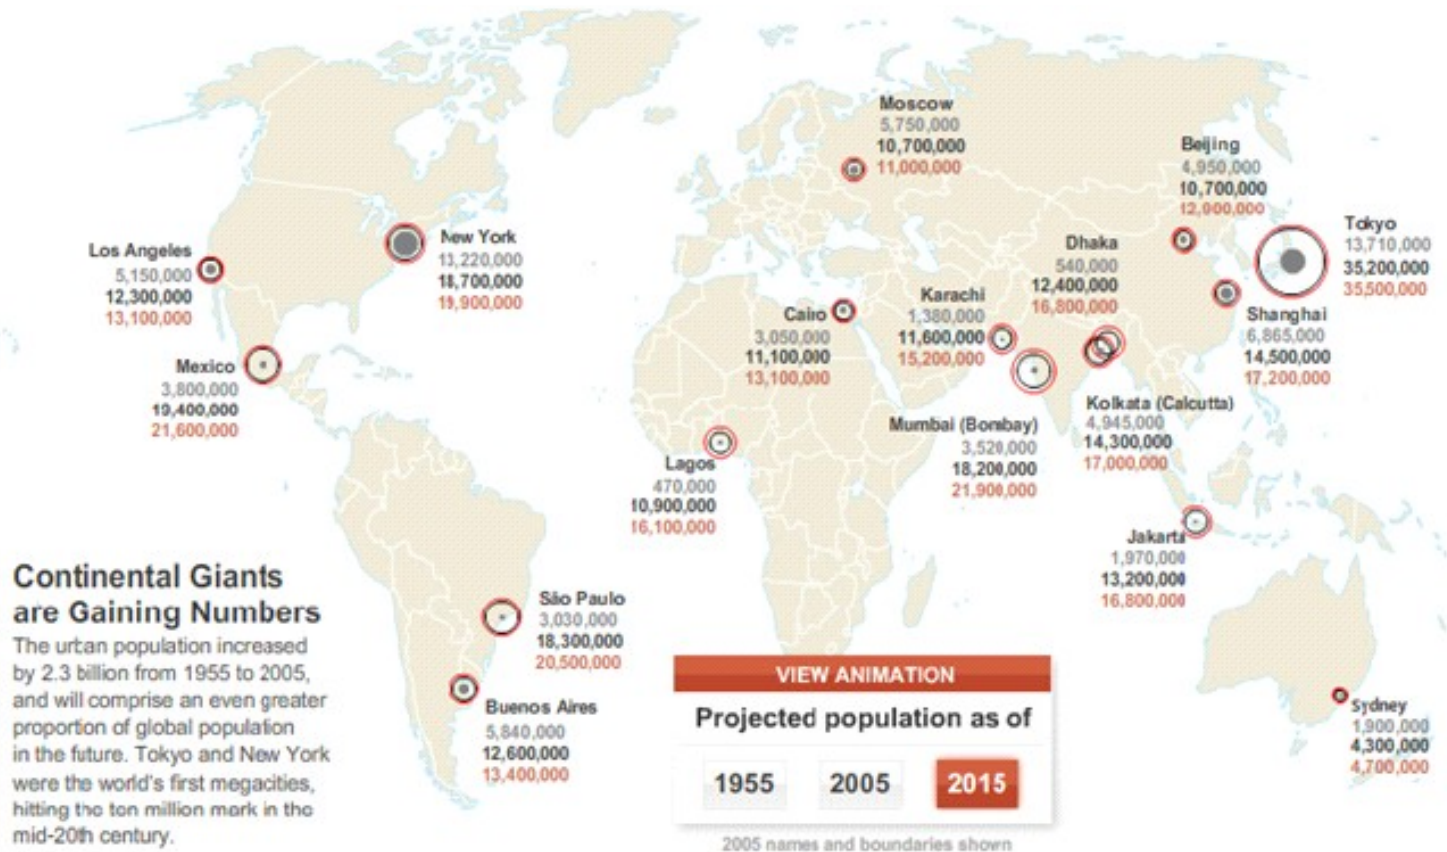 Moscow
5,750,000
10,700,000
11,000,000
Beijing
4,950,000
10,700,000
12,900,000
Tokyo
13,710,000
35,200,000
35,500,000
Los Angeles
5,150,000
12,300,000
13,100,000
New York
13,220,000
18,700,000
19,900,000
Dhaka
540,000
12,400,000
16,800,000
Karachi
1,380,000
11,600,000
15,200,000
Cairo
3,050,000
11,100,000
13,100,000
Shanghai
6,865,000
14,500,000
17,200,000
Mexico
3,800,000
19,400,000
21,600,000
Kolkata (Calcutta)
4,945,000
14,300,000
17,000,000
Mumbai (Bombay)
3,520,000
18,200,000
21,900,000
Lagos
470,000
10,900,000
16,100,000
Jakarta
1,970,000
13,200,000
16,800,000
São Paulo
3,030,000
18,300,000
20,500,000
Buenos Aires
5,840,000
12,600,000
13,400,000
Sydney
1,900,000
4,300,000
4,700,000
Continental Giants
are Gaining Numbers
The urban population increased
by 2.3 billion from 1955 to 2005,
and will comprise an even greater
proportion of global population
in the future. Tokyo and New York
were the world's first megacities,
hitting the ten million mark in the
mid-20th century.
VIEW ANIMATION
Projected population as of
1955 2005 2015
2005 names and boundaries shown